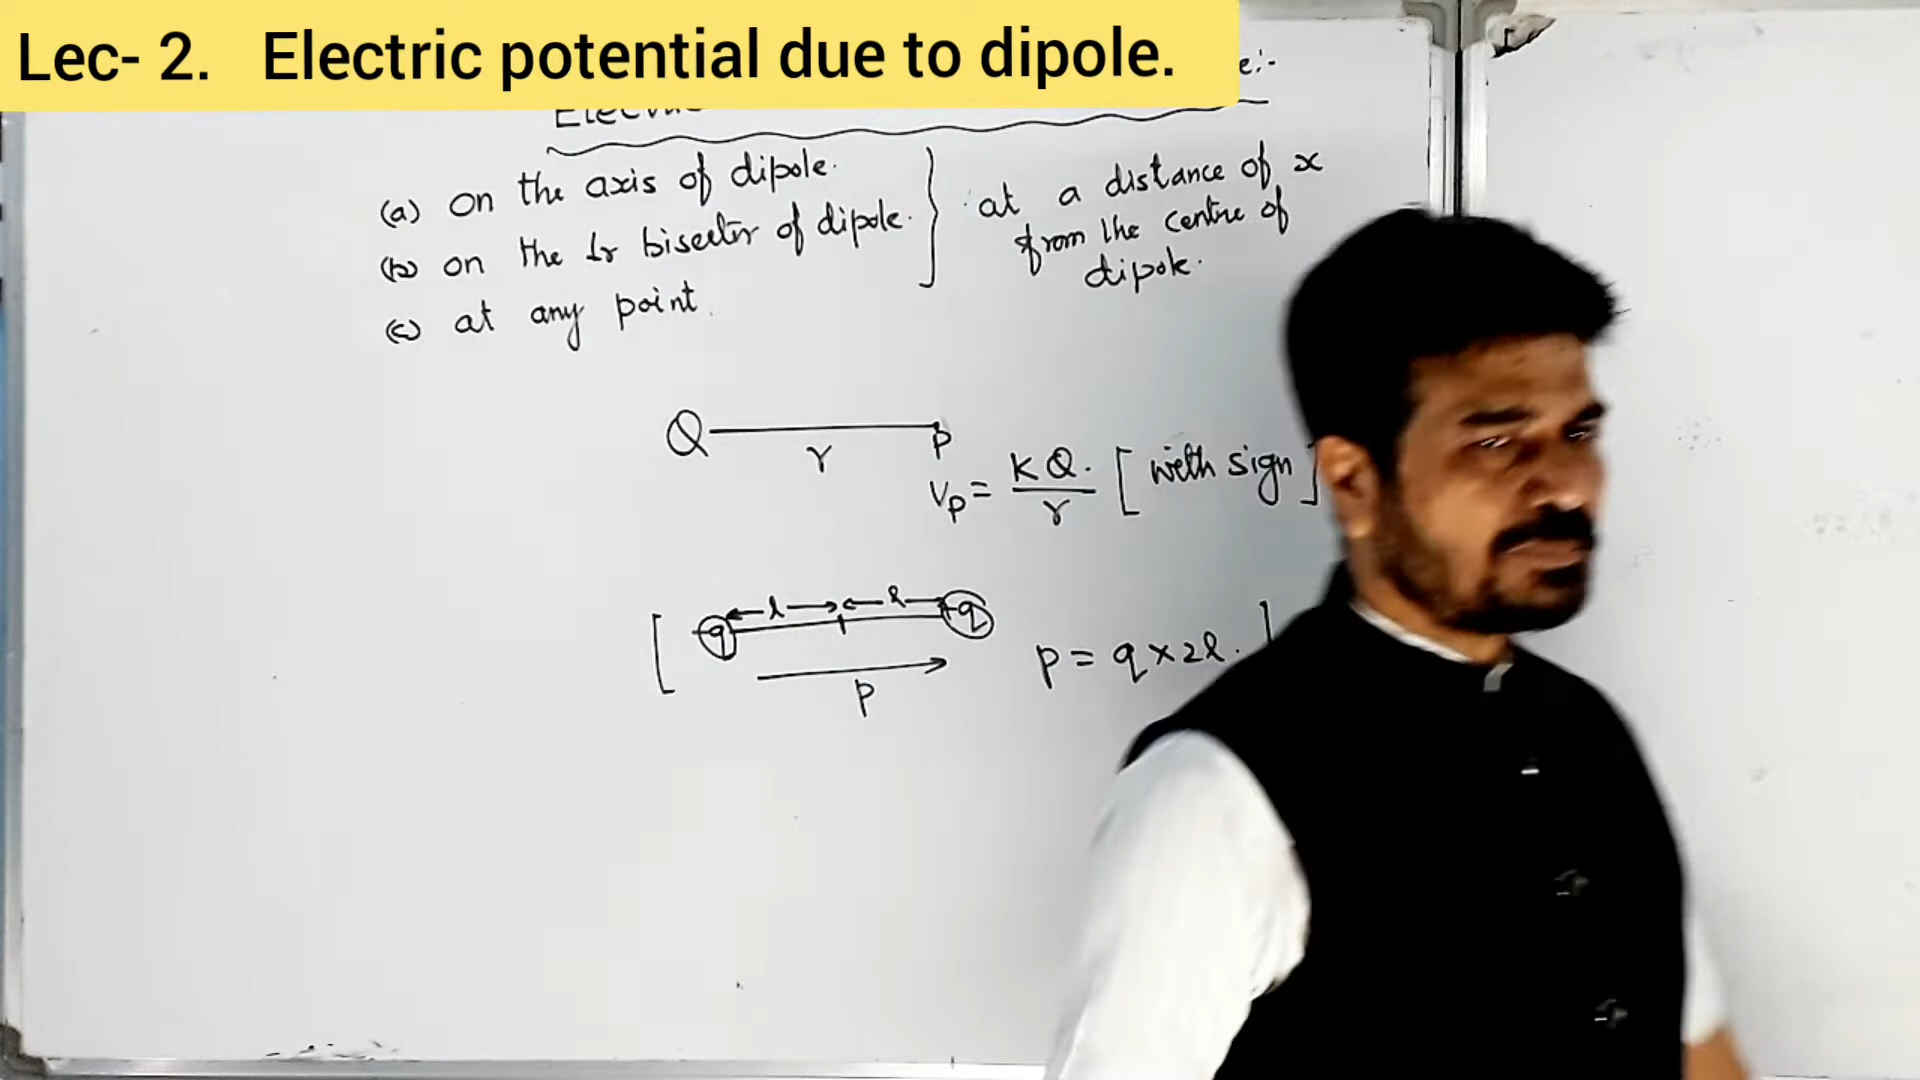 Lec- 2. Electric potential due to dipole.
e:-
(a) on the axis of dipole.
(b) on the ⊥r bisector of dipole.
at a distance of x
from the centre of
dipole.
(c) at any point.
Q r P
Vp = KQ. / r [with sign]
[ -q l l +q
p
p = q×2l. ]